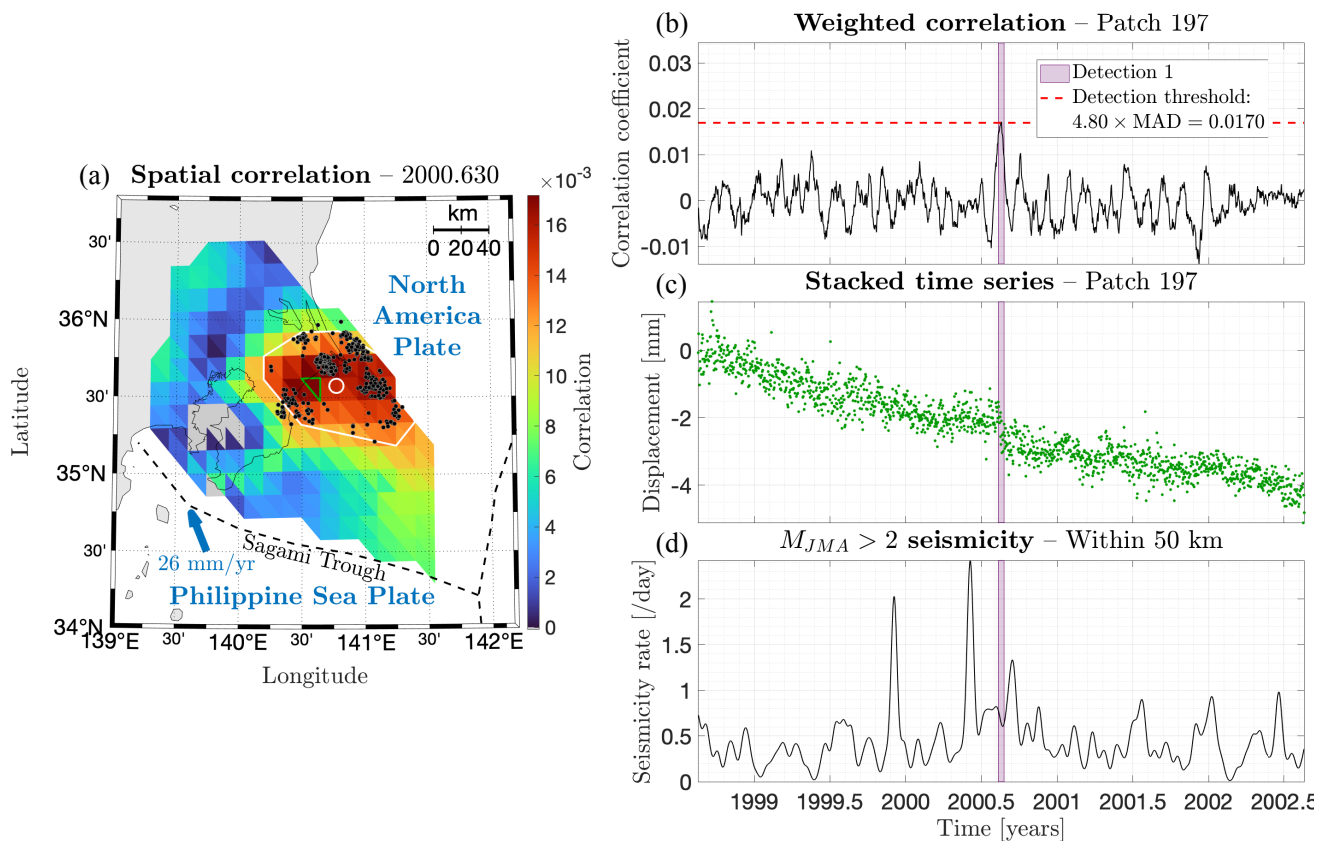 (a) Spatial correlation – 2000.630
×10⁻³
km
0 20 40
North
America
Plate
30'
36°N
30'
35°N
30'
34°N
Latitude
139°E
30'
140°E
30'
141°E
30'
142°E
Longitude
26 mm/yr
Sagami Trough
Philippine Sea Plate
16
14
12
10
8
6
4
2
0
Correlation
(b) Weighted correlation – Patch 197
0.03
0.02
0.01
0
-0.01
Correlation coefficient
Detection 1
Detection threshold:
4.80 × MAD = 0.0170
(c) Stacked time series – Patch 197
0
-2
-4
Displacement [mm]
(d) M_JMA > 2 seismicity – Within 50 km
2
1.5
1
0.5
0
Seismicity rate [/day]
1999
1999.5
2000
2000.5
2001
2001.5
2002
2002.5
Time [years]